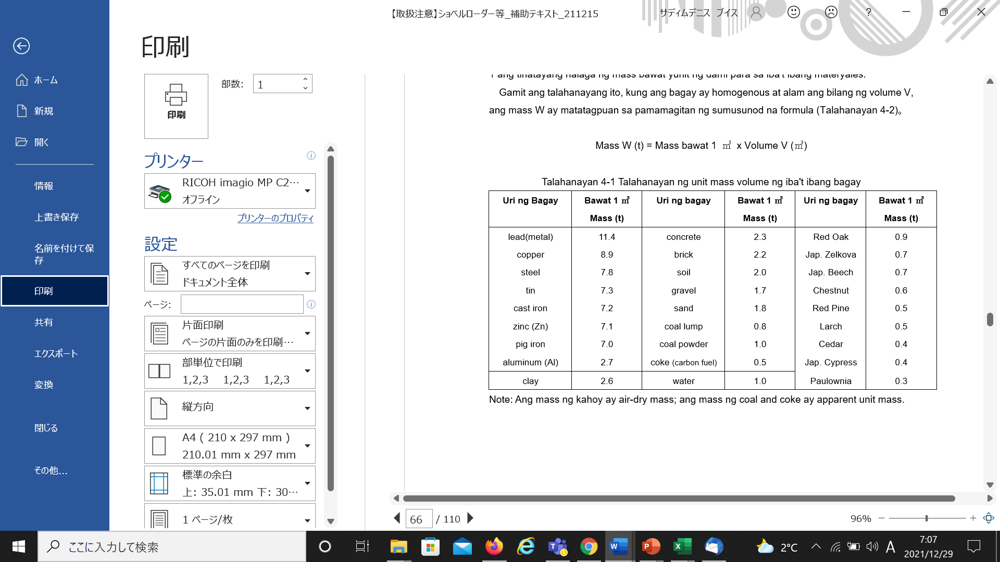 【取扱注意】ショベルローダー等_補助テキスト_211215
サディムデニス ブイス
?
印刷
ホーム
新規
開く
情報
上書き保存
名前を付けて保
存
印刷
共有
エクスポート
変換
閉じる
その他...
印刷
部数: 1
プリンター
RICOH imagio MP C2…
オフライン
プリンターのプロパティ
設定
すべてのページを印刷
ドキュメント全体
ページ:
片面印刷
ページの片面のみを印刷…
部単位で印刷
1,2,3 1,2,3 1,2,3
縦方向
A4 ( 210 x 297 mm )
210.01 mm x 297 mm
標準の余白
上: 35.01 mm 下: 30…
1 ページ/枚
ang tinatayang halaga ng mass bawat yunit ng dami para sa iba't ibang materyales.
Gamit ang talahanayang ito, kung ang bagay ay homogenous at alam ang bilang ng volume V,
ang mass W ay matatagpuan sa pamamagitan ng sumusunod na formula (Talahanayan 4-2)。
Mass W (t) = Mass bawat 1 ㎥ x Volume V (㎥)
Talahanayan 4-1 Talahanayan ng unit mass volume ng iba't ibang bagay
Uri ng Bagay Bawat 1 ㎥ Uri ng bagay Bawat 1 ㎥ Uri ng bagay Bawat 1 ㎥
Mass (t) Mass (t) Mass (t)
lead(metal) 11.4 concrete 2.3 Red Oak 0.9
copper 8.9 brick 2.2 Jap. Zelkova 0.7
steel 7.8 soil 2.0 Jap. Beech 0.7
tin 7.3 gravel 1.7 Chestnut 0.6
cast iron 7.2 sand 1.8 Red Pine 0.5
zinc (Zn) 7.1 coal lump 0.8 Larch 0.5
pig iron 7.0 coal powder 1.0 Cedar 0.4
aluminum (Al) 2.7 coke (carbon fuel) 0.5 Jap. Cypress 0.4
clay 2.6 water 1.0 Paulownia 0.3
Note: Ang mass ng kahoy ay air-dry mass; ang mass ng coal and coke ay apparent unit mass.
66 / 110
96%
ここに入力して検索
2°C
A
7:07
2021/12/29